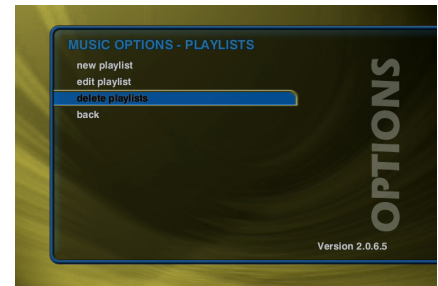 MUSIC OPTIONS - PLAYLISTS
new playlist
edit playlist
delete playlists
back
OPTIONS
Version 2.0.6.5